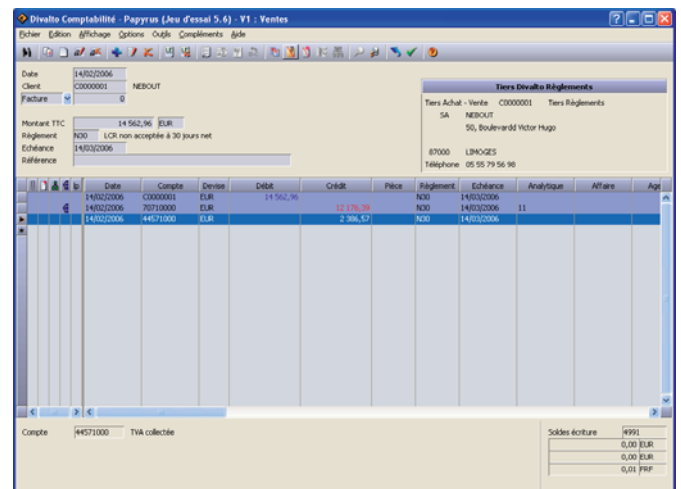 Divalto Comptabilité - Papyrus (Jeu d'essai 5.6) - V1 : Ventes
Fichier Edition Affichage Options Outils Compléments Aide
Date 14/02/2006
Client C0000001 NEBOUT
Facture 0
Montant TTC 14 562,96 EUR
Règlement N30 LCR non acceptée à 30 jours net
Echéance 14/03/2006
Référence
Tiers Divalto Règlements
Tiers Achat - Vente C0000001 Tiers Règlements
SA NEBOUT
50, Boulevardd Victor Hugo
87000 LIMOGES
Téléphone 05 55 79 56 98
Date Compte Devise Débit Crédit Pièce Règlement Echéance Analytique Affaire
14/02/2006 C0000001 EUR 14 562,96 N30 14/03/2006
14/02/2006 70710000 EUR 12 176,39 N30 14/03/2006 11
14/02/2006 44571000 EUR 2 386,57 N30 14/03/2006
Compte 44571000 TVA collectée
Soldes écriture 4991
0,00 EUR
0,00 EUR
0,01 FRF